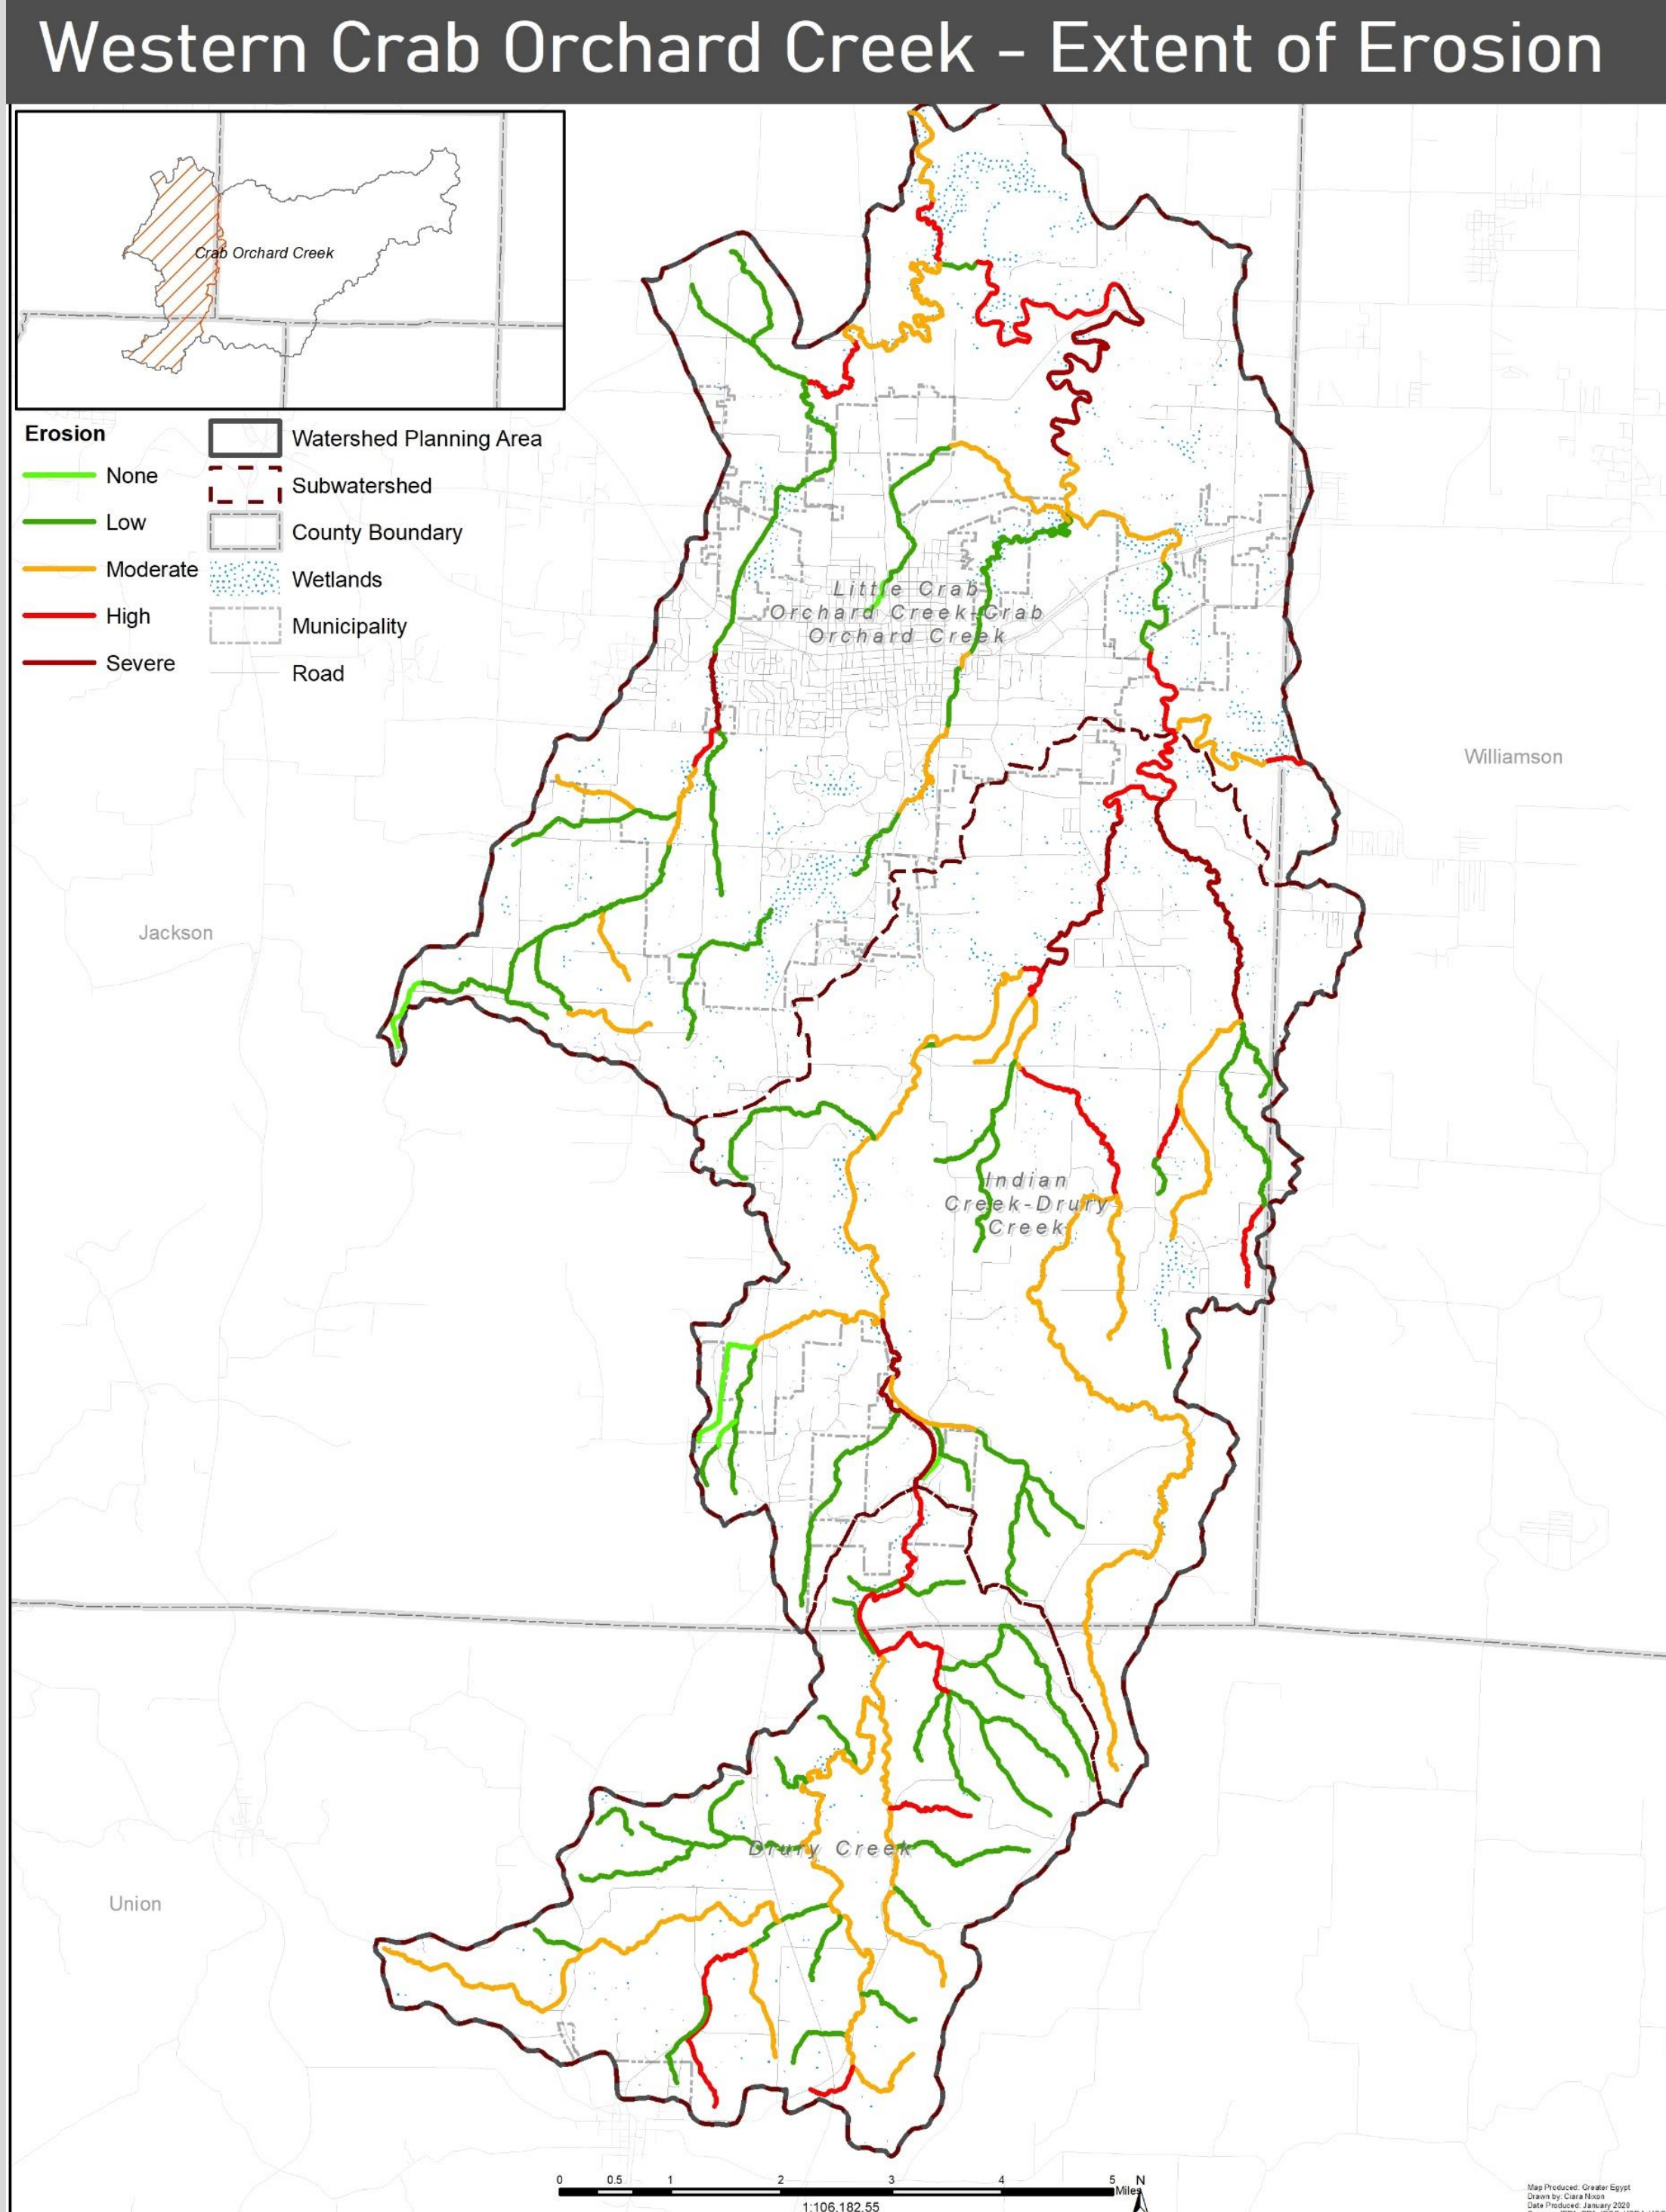 Western Crab Orchard Creek - Extent of Erosion
Crab Orchard Creek
Erosion
None
Low
Moderate
High
Severe
Watershed Planning Area
Subwatershed
County Boundary
Wetlands
Municipality
Road
Little Crab
Orchard Creek-Crab
Orchard Creek
Williamson
Jackson
Indian
Creek-Drury
Creek
Drury Creek
Union
0 0.5 1 2 3 4 5
Miles
N
1:106,182.55
Map Produced: Greater Egypt
Drawn by: Ciara Nixon
Date Produced: January 2020